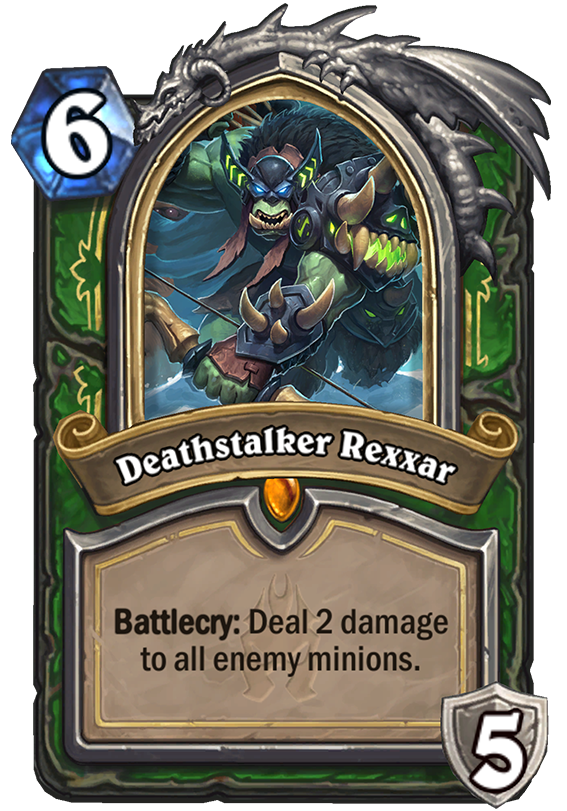 6
Deathstalker Rexxar
Battlecry: Deal 2 damage
to all enemy minions.
5